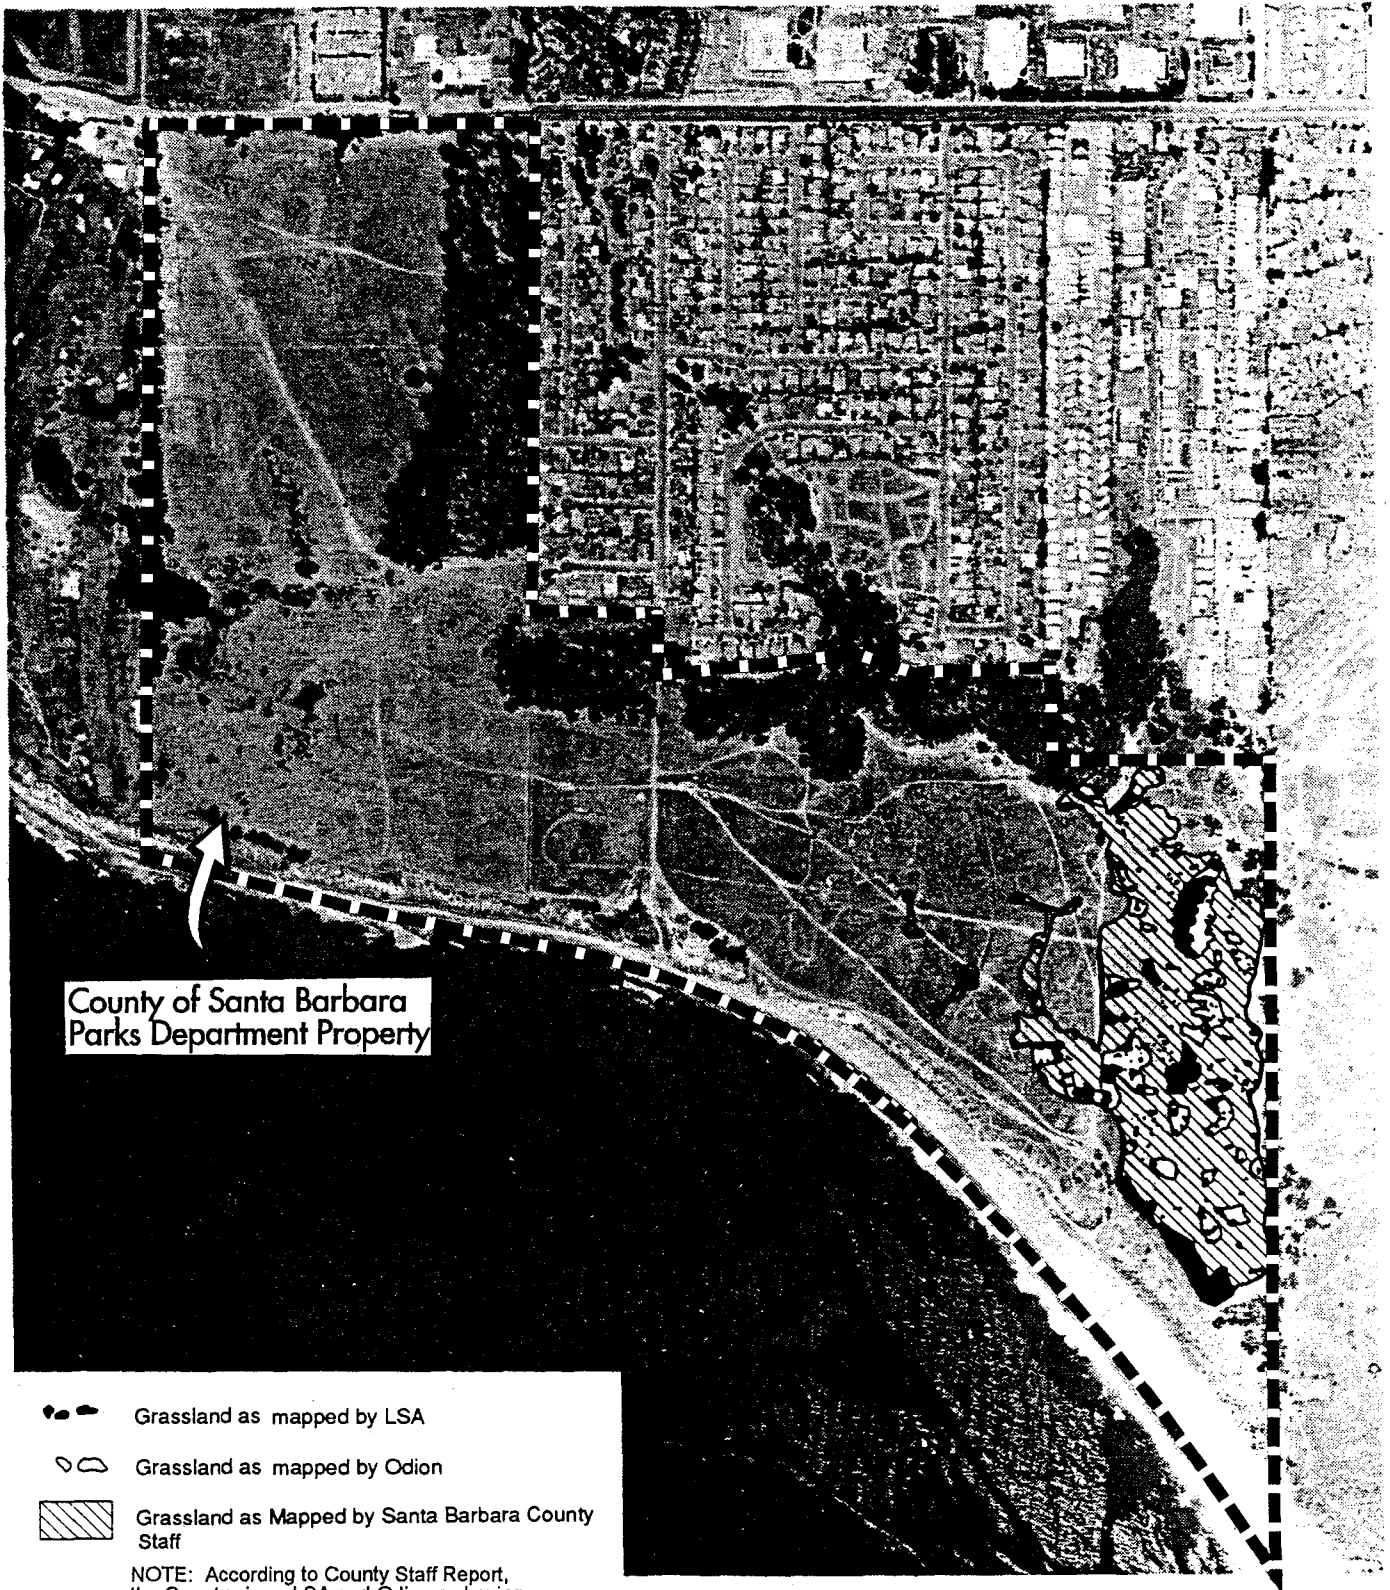 County of Santa Barbara
Parks Department Property
Grassland as mapped by LSA
Grassland as mapped by Odion
Grassland as Mapped by Santa Barbara County
Staff
NOTE: According to County Staff Report,